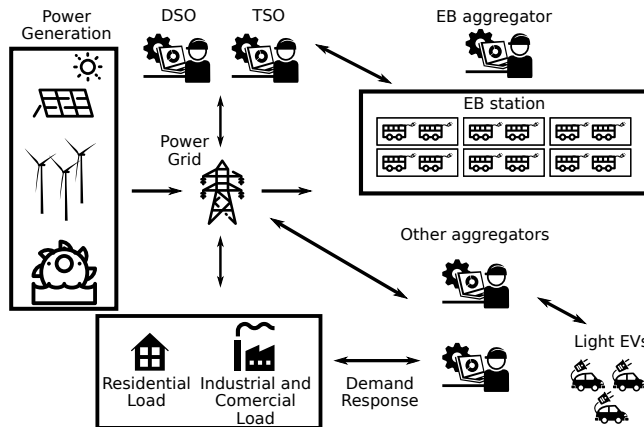 Power
Generation
DSO
TSO
EB aggregator
EB station
Power
Grid
Other aggregators
Light EVs
Residential
Load
Industrial and
Comercial
Load
Demand
Response